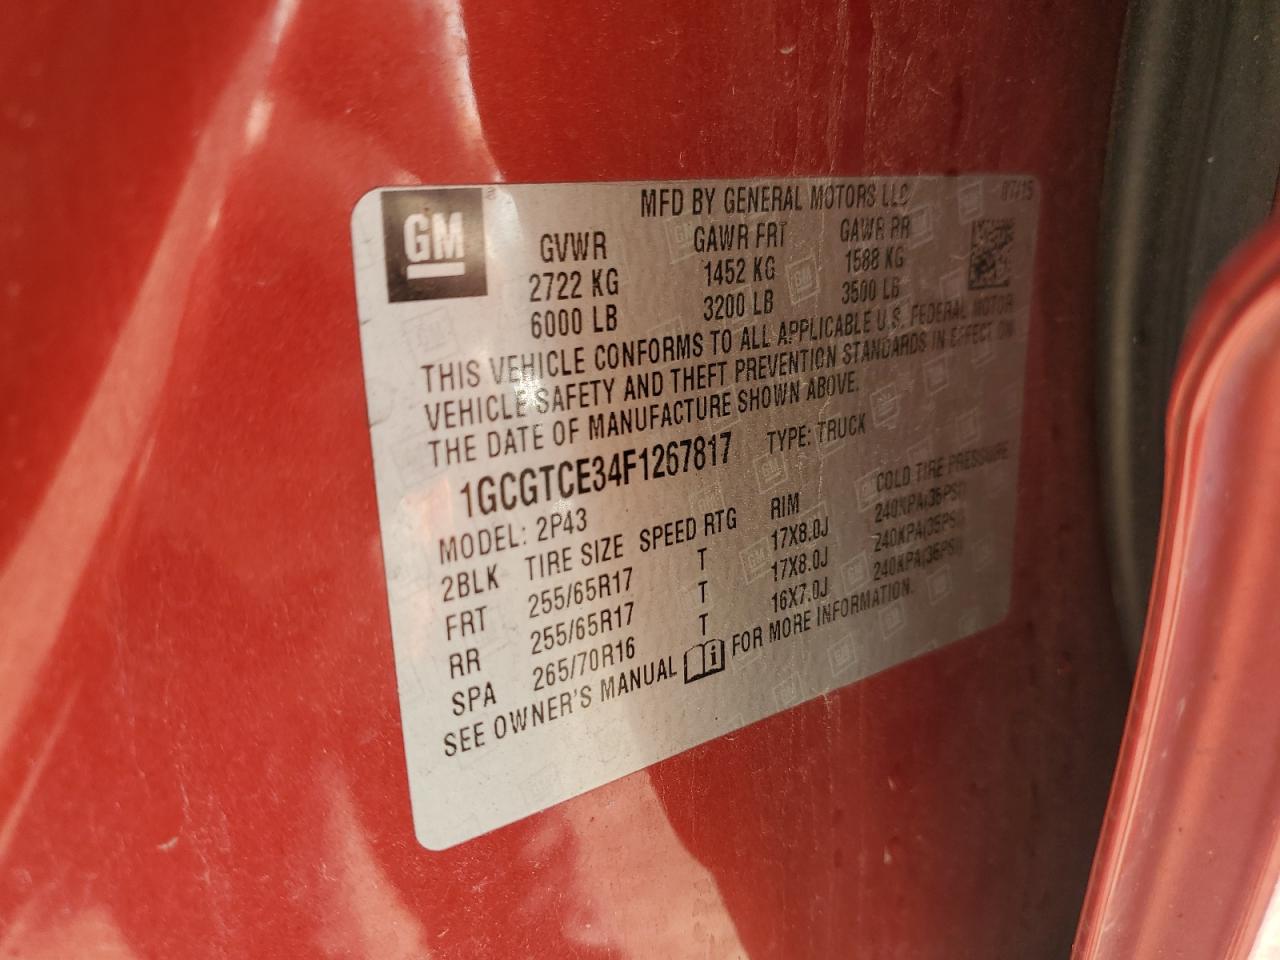 GM
MFD BY GENERAL MOTORS LLC 07/15
GVWR GAWR FRT GAWR RR
2722 KG 1452 KG 1588 KG
6000 LB 3200 LB 3500 LB
THIS VEHICLE CONFORMS TO ALL APPLICABLE U.S. FEDERAL MOTOR
VEHICLE SAFETY AND THEFT PREVENTION STANDARDS IN EFFECT ON
THE DATE OF MANUFACTURE SHOWN ABOVE.
1GCGTCE34F1267817 TYPE: TRUCK
MODEL: 2P43
2BLK TIRE SIZE SPEED RTG RIM COLD TIRE PRESSURE
FRT 255/65R17 T 17X8.0J 240KPA(35PSI)
RR 255/65R17 T 17X8.0J 240KPA(35PSI)
SPA 265/70R16 T 16X7.0J 240KPA(35PSI)
SEE OWNER'S MANUAL FOR MORE INFORMATION.